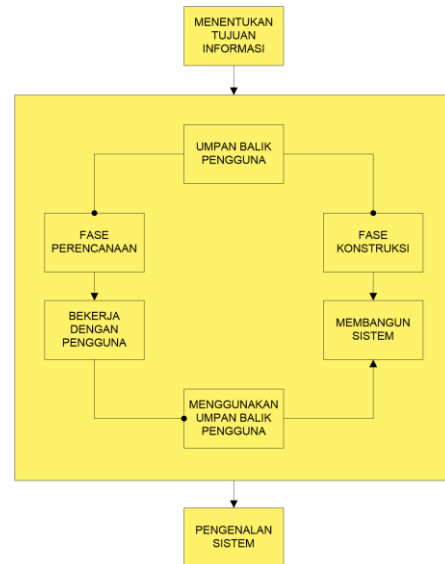 MENENTUKAN
TUJUAN
INFORMASI
UMPAN BALIK
PENGGUNA
FASE
PERENCANAAN
FASE
KONSTRUKSI
BEKERJA
DENGAN
PENGGUNA
MEMBANGUN
SISTEM
MENGGUNAKAN
UMPAN BALIK
PENGGUNA
PENGENALAN
SISTEM